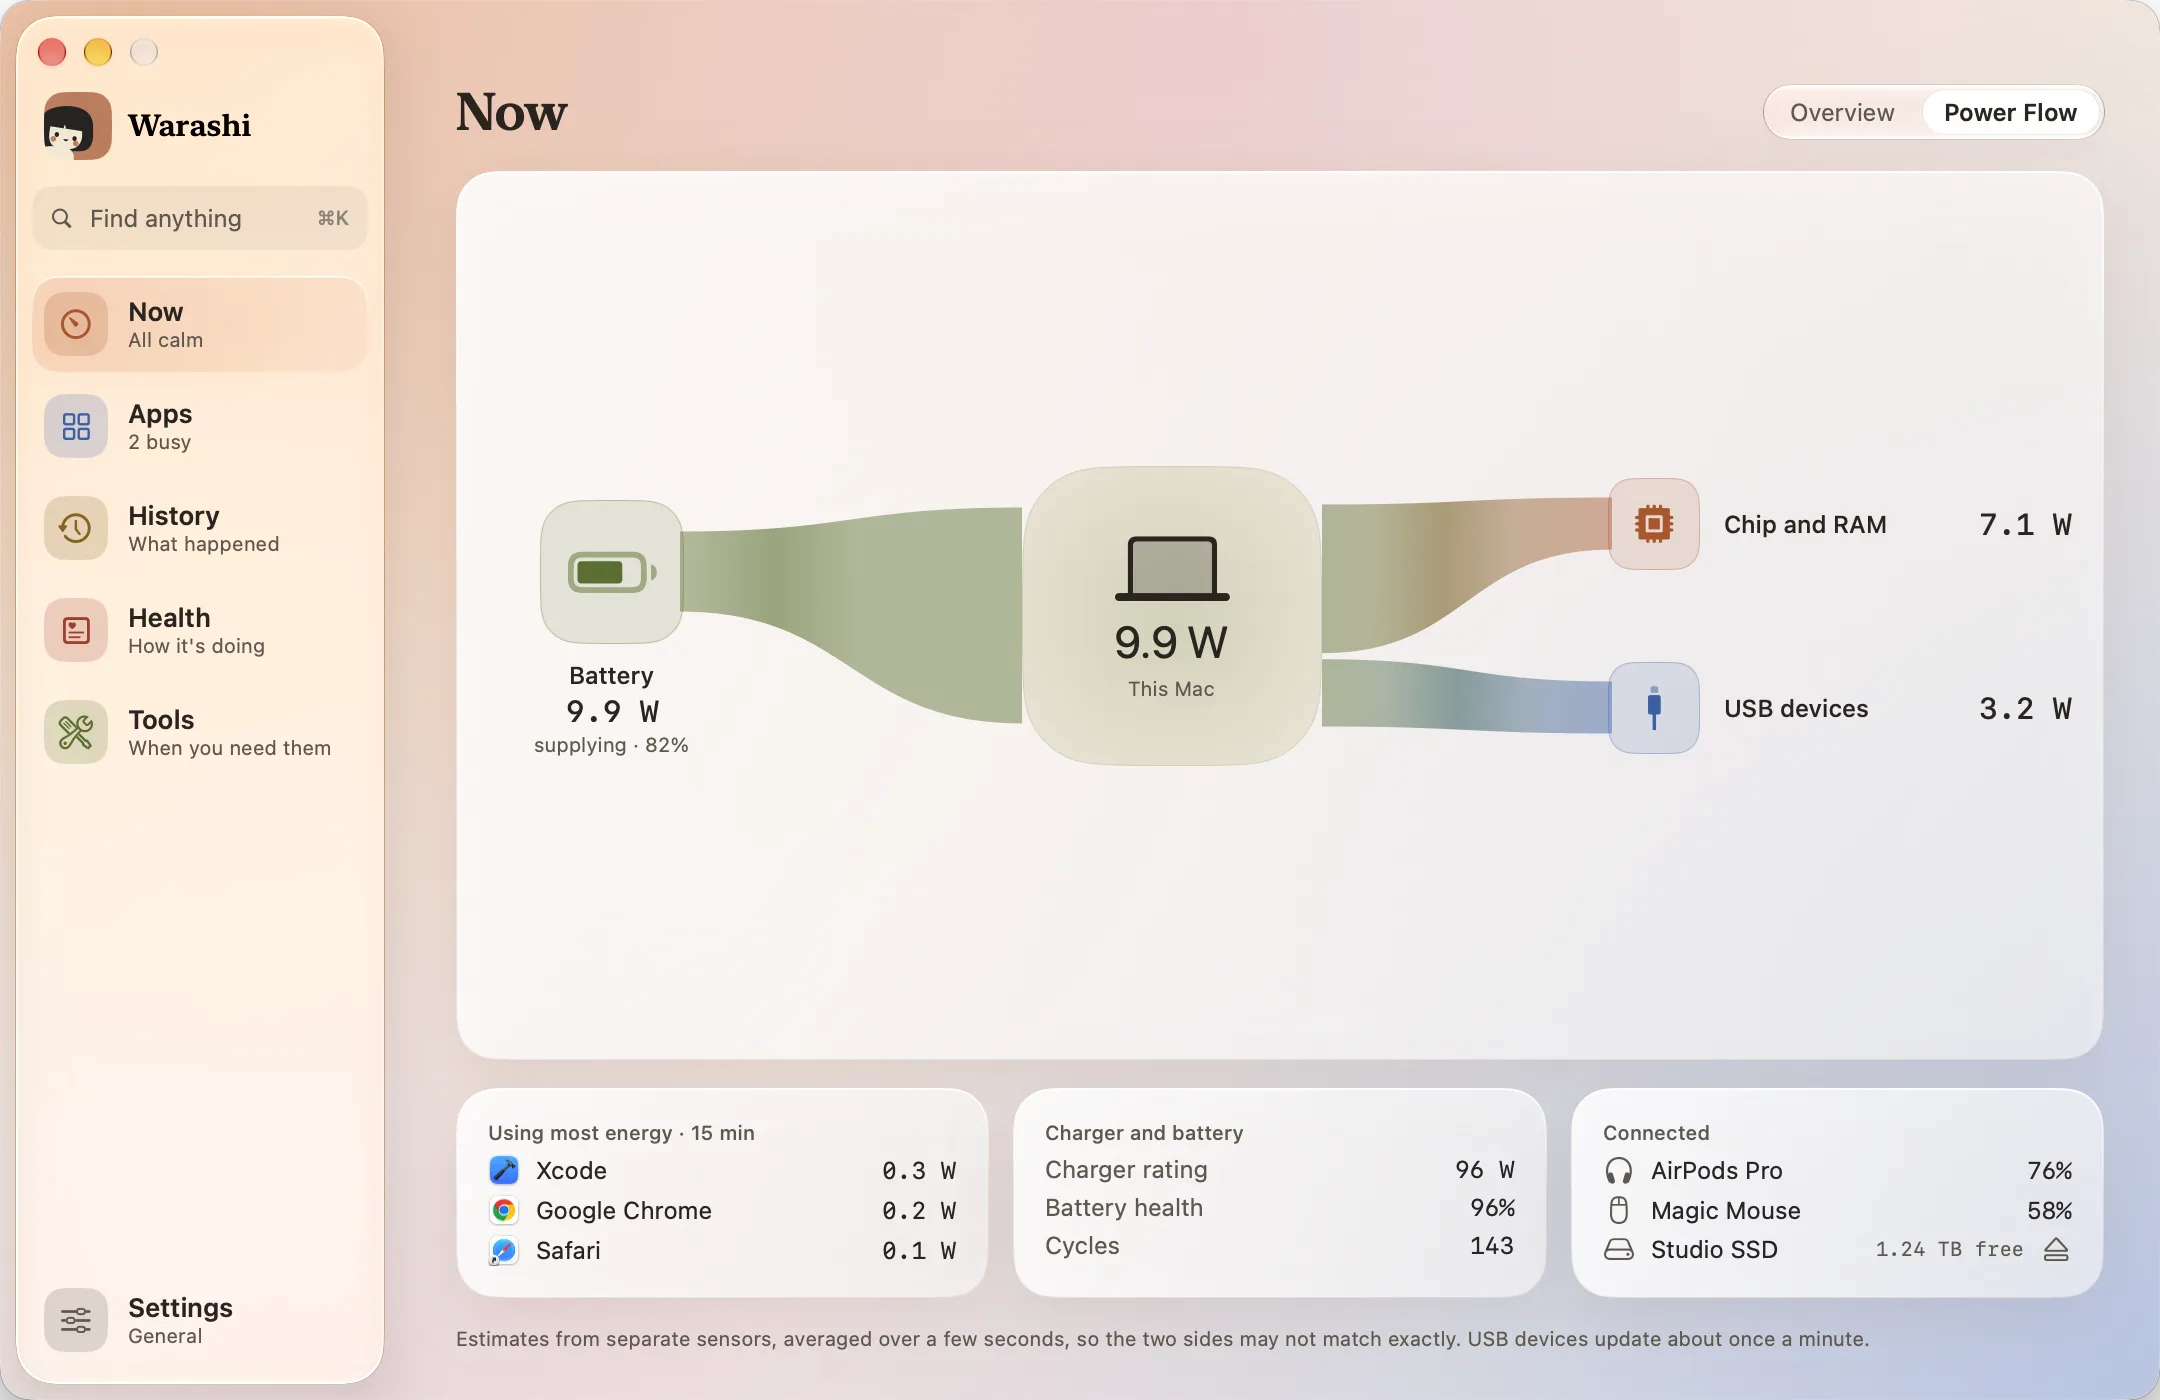 Warashi
Find anything ⌘K
Now
All calm
Apps
2 busy
History
What happened
Health
How it's doing
Tools
When you need them
Settings
General
Now
Overview Power Flow
Battery
9.9 W
supplying · 82%
9.9 W
This Mac
Chip and RAM 7.1 W
USB devices 3.2 W
Using most energy · 15 min
Xcode 0.3 W
Google Chrome 0.2 W
Safari 0.1 W
Charger and battery
Charger rating 96 W
Battery health 96%
Cycles 143
Connected
AirPods Pro 76%
Magic Mouse 58%
Studio SSD 1.24 TB free
Estimates from separate sensors, averaged over a few seconds, so the two sides may not match exactly. USB devices update about once a minute.